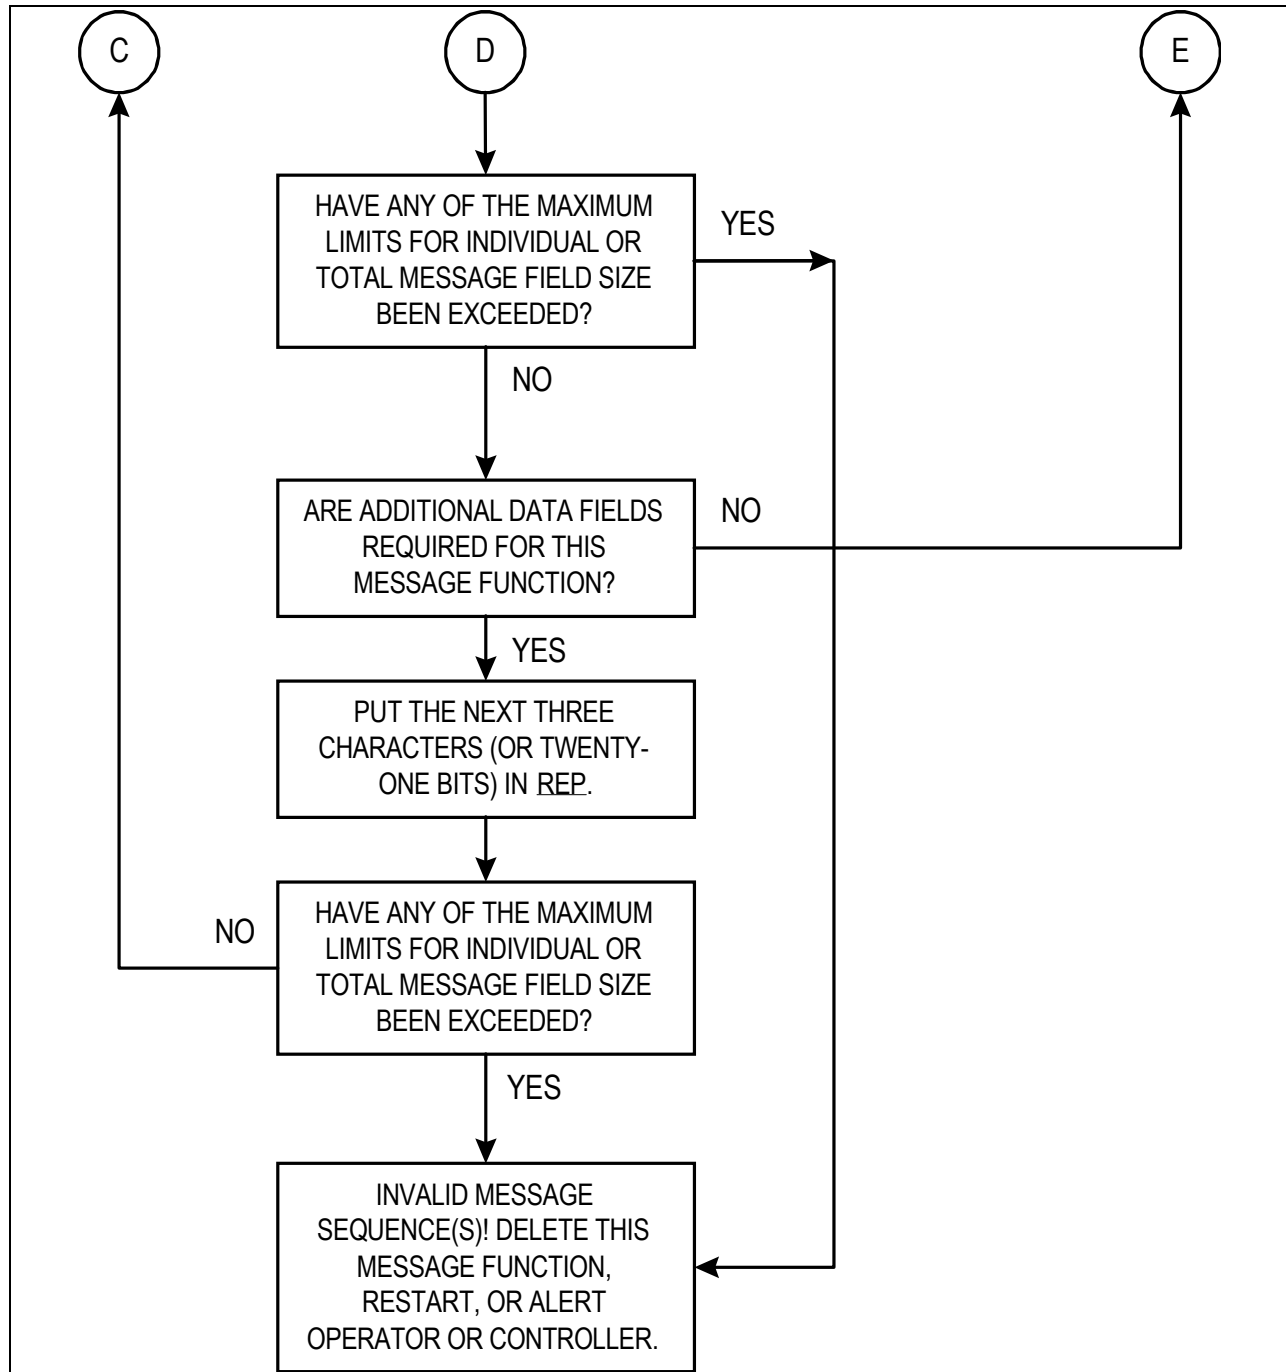 C
D
E
HAVE ANY OF THE MAXIMUM
LIMITS FOR INDIVIDUAL OR
TOTAL MESSAGE FIELD SIZE
BEEN EXCEEDED?
YES
NO
ARE ADDITIONAL DATA FIELDS
REQUIRED FOR THIS
MESSAGE FUNCTION?
NO
YES
PUT THE NEXT THREE
CHARACTERS (OR TWENTY-
ONE BITS) IN REP.
HAVE ANY OF THE MAXIMUM
LIMITS FOR INDIVIDUAL OR
TOTAL MESSAGE FIELD SIZE
BEEN EXCEEDED?
NO
YES
INVALID MESSAGE
SEQUENCE(S)! DELETE THIS
MESSAGE FUNCTION,
RESTART, OR ALERT
OPERATOR OR CONTROLLER.